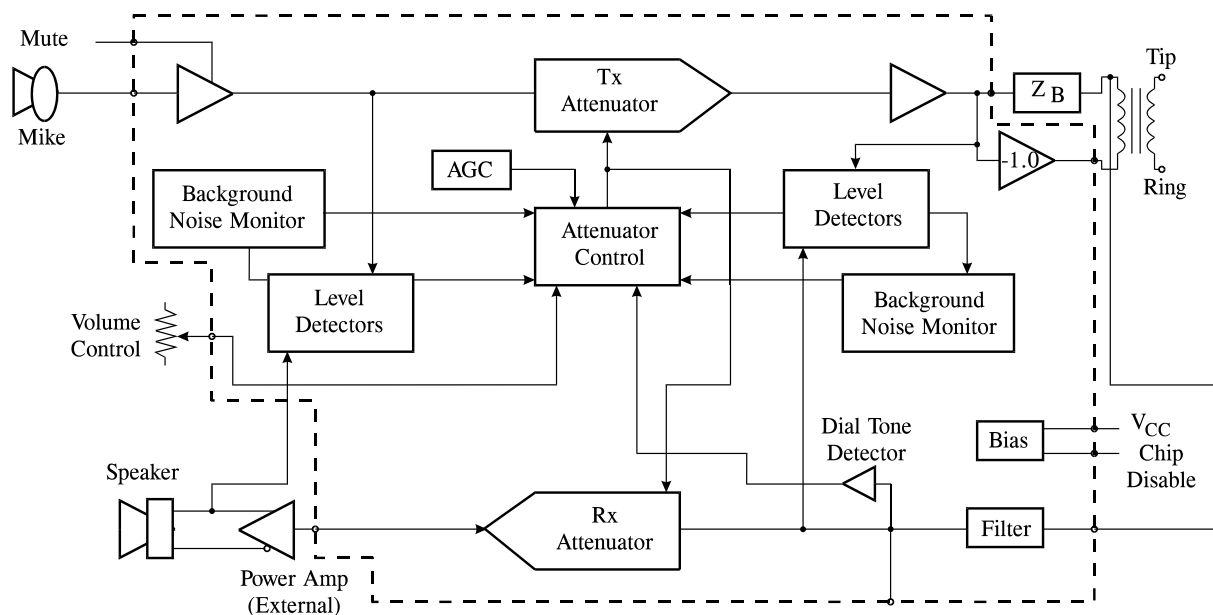 Mute
Mike
Tx
Attenuator
Z B
Tip
-1.0
Ring
AGC
Background
Noise Monitor
Level
Detectors
Attenuator
Control
Level
Detectors
Background
Noise Monitor
Volume
Control
Dial Tone
Detector
Bias
VCC
Chip
Disable
Speaker
Rx
Attenuator
Filter
Power Amp
(External)